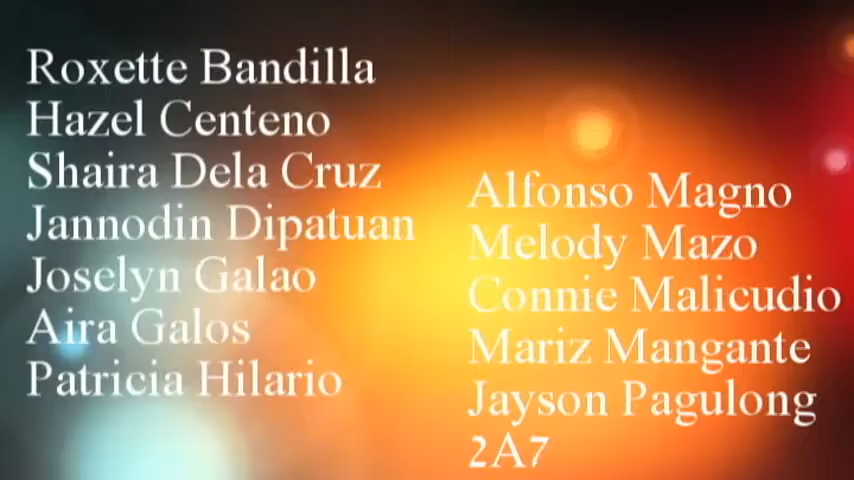 Roxette Bandilla
Hazel Centeno
Shaira Dela Cruz
Jannodin Dipatuan
Joselyn Galao
Aira Galos
Patricia Hilario
Alfonso Magno
Melody Mazo
Connie Malicudio
Mariz Mangante
Jayson Pagulong
2A7